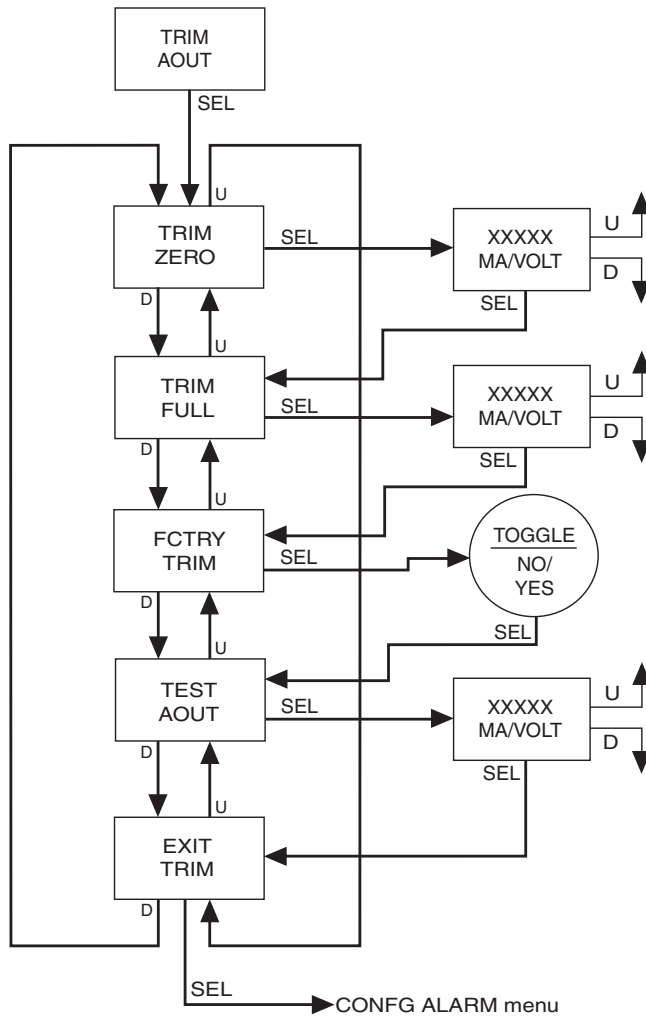 TRIM
AOUT
SEL
U
TRIM
ZERO
SEL
XXXXX
MA/VOLT
U
D
SEL
D
U
TRIM
FULL
SEL
XXXXX
MA/VOLT
U
D
SEL
D
U
FCTRY
TRIM
SEL
TOGGLE
NO/
YES
SEL
D
U
TEST
AOUT
SEL
XXXXX
MA/VOLT
U
D
SEL
D
U
EXIT
TRIM
D
SEL
CONFG ALARM menu